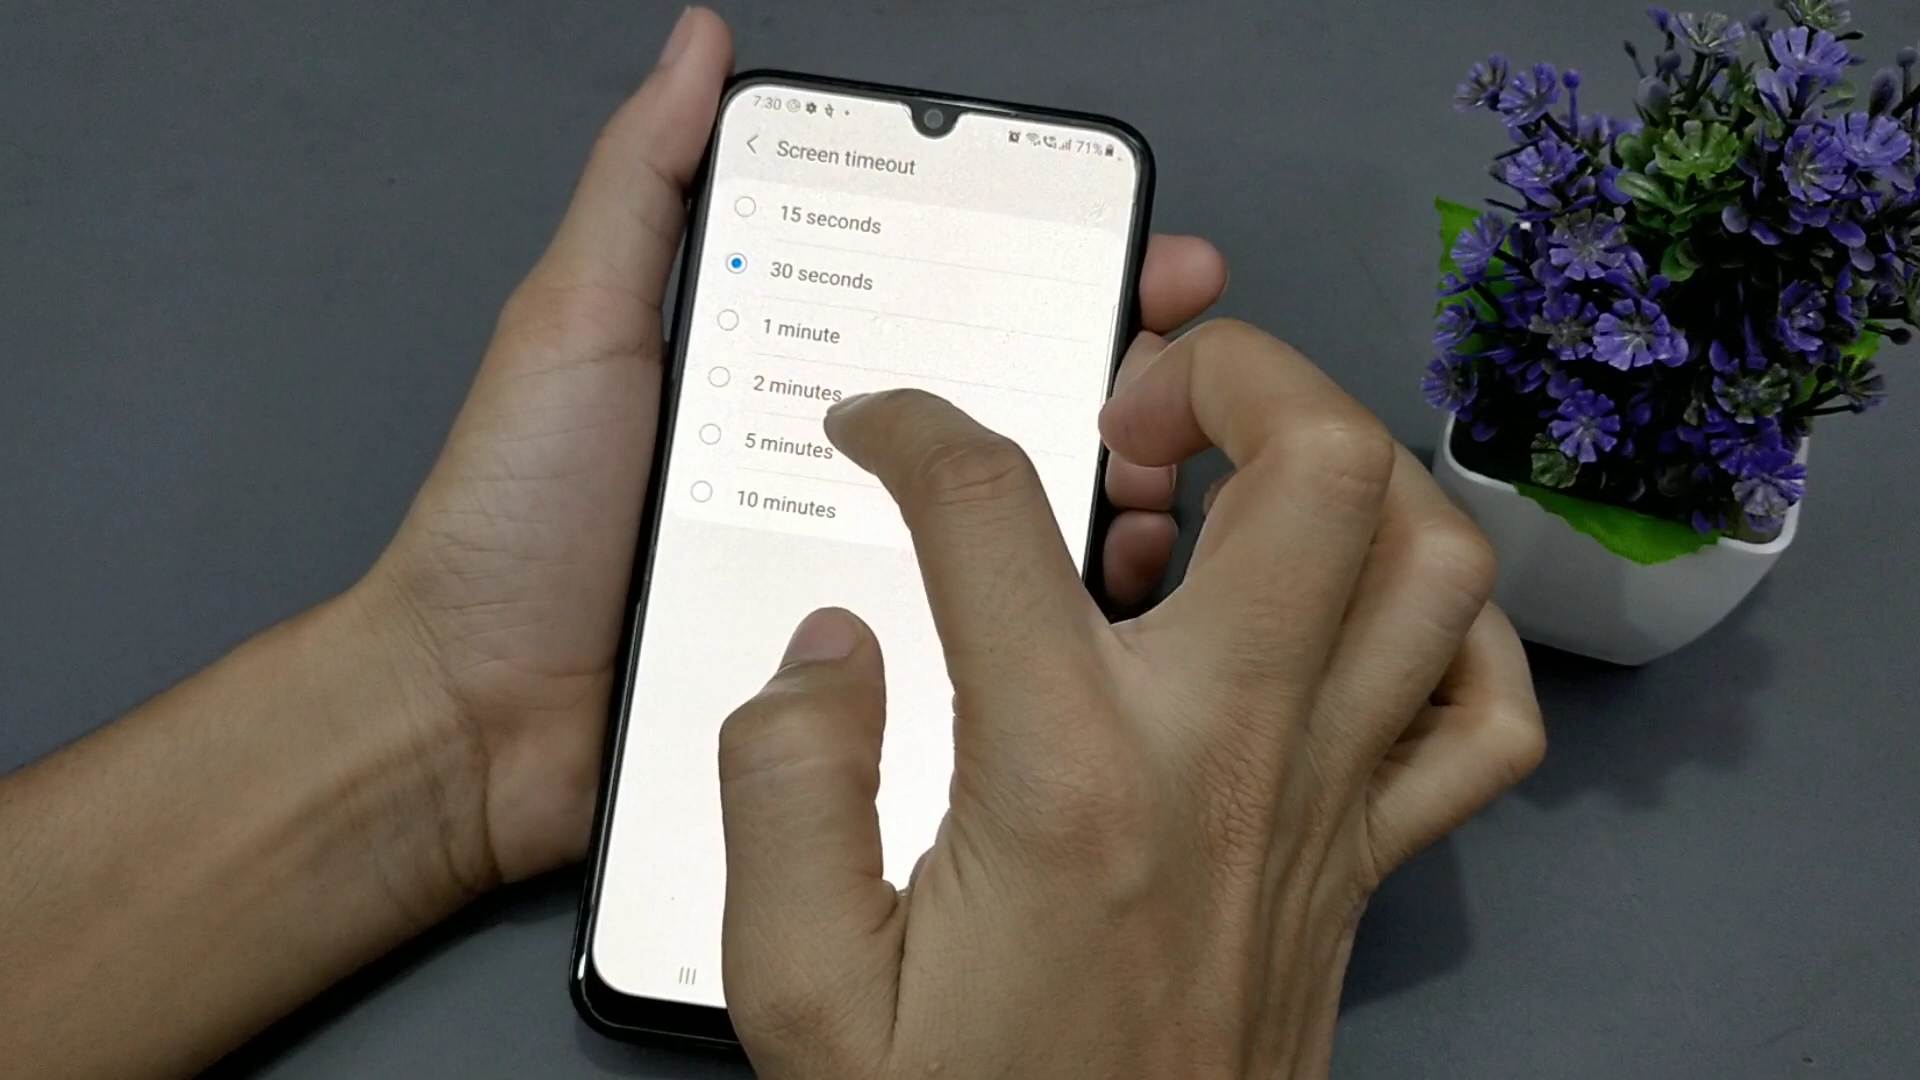 7:30
71%
Screen timeout
15 seconds
30 seconds
1 minute
2 minutes
5 minutes
10 minutes